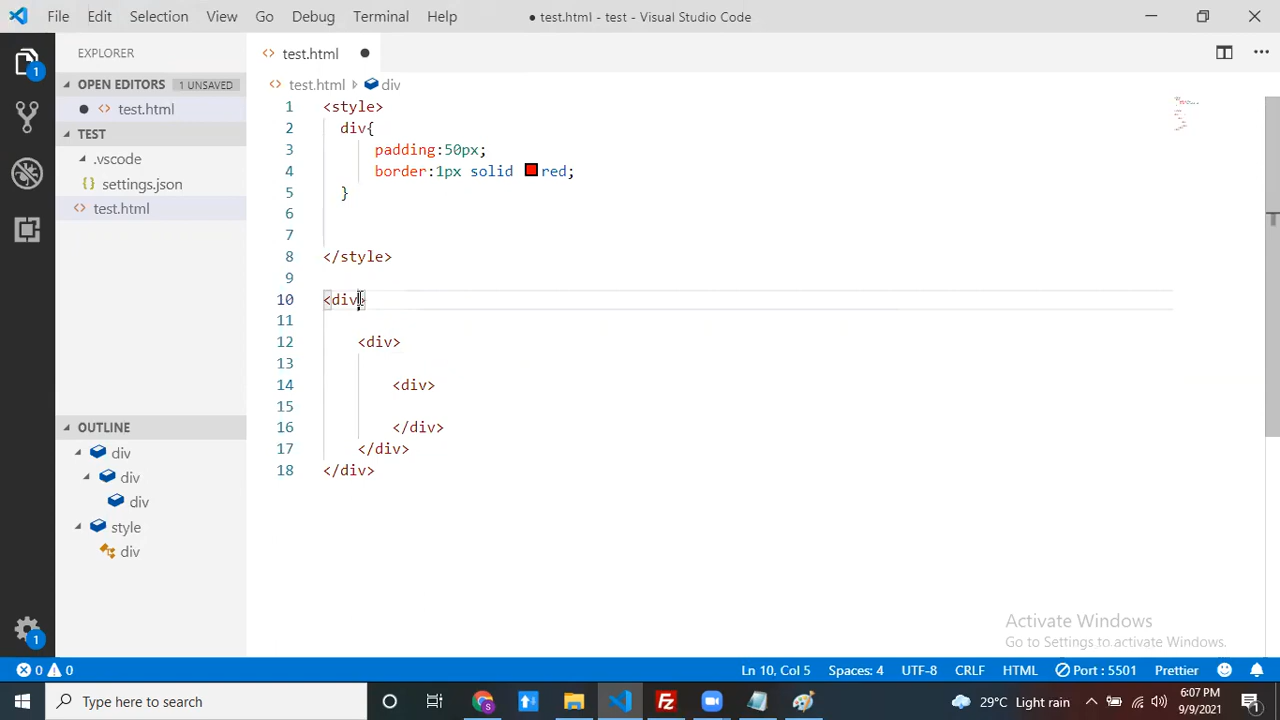 File Edit Selection View Go Debug Terminal Help ● test.html - test - Visual Studio Code
EXPLORER
1
OPEN EDITORS 1 UNSAVED
● <> test.html
TEST
.vscode
{} settings.json
<> test.html
OUTLINE
div
div
div
style
div
1
<> test.html ●
<> test.html div
1 <style>
2 div{
3 padding:50px;
4 border:1px solid red;
5 }
6
7
8 </style>
9
10 <div>
11
12 <div>
13
14 <div>
15
16 </div>
17 </div>
18 </div>
Activate Windows
Go to Settings to activate Windows.
0 0 Ln 10, Col 5 Spaces: 4 UTF-8 CRLF HTML Port : 5501 Prettier 1
Type here to search 29°C Light rain 6:07 PM
9/9/2021 1